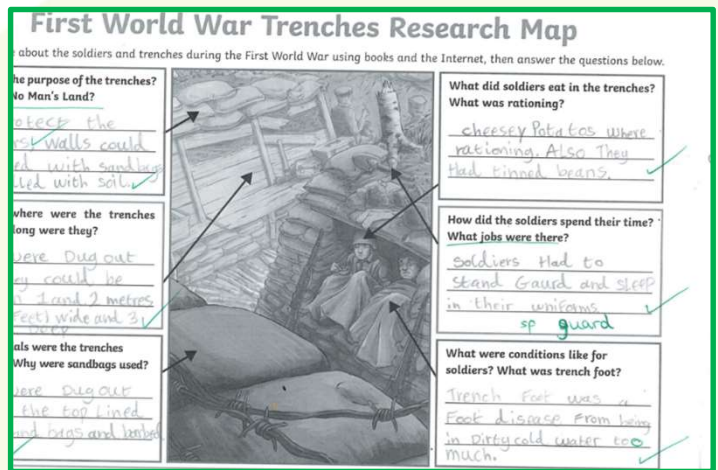 First World War Trenches Research Map
about the soldiers and trenches during the First World War using books and the Internet, then answer the questions below.
he purpose of the trenches?
No Man's Land?
otect the
rst walls could
ed with sandbags
lled with soil.
where were the trenches
ong were they?
were Dug out
ey could be
n 1 and 2 metres
feet) wide and 3
Deep
als were the trenches
Why were sandbags used?
were Dug out
the top Lined
and bags and
What did soldiers eat in the trenches?
What was rationing?
cheesey Potatos where
rationing. Also They
Had tinned beans.
How did the soldiers spend their time?
What jobs were there?
Soldiers Had to
Stand Gaurd and sleep
in their uniforms
sp guard
What were conditions like for
soldiers? What was trench foot?
Trench Foot was a
Foot disease From being
in Dirty cold water too
much.